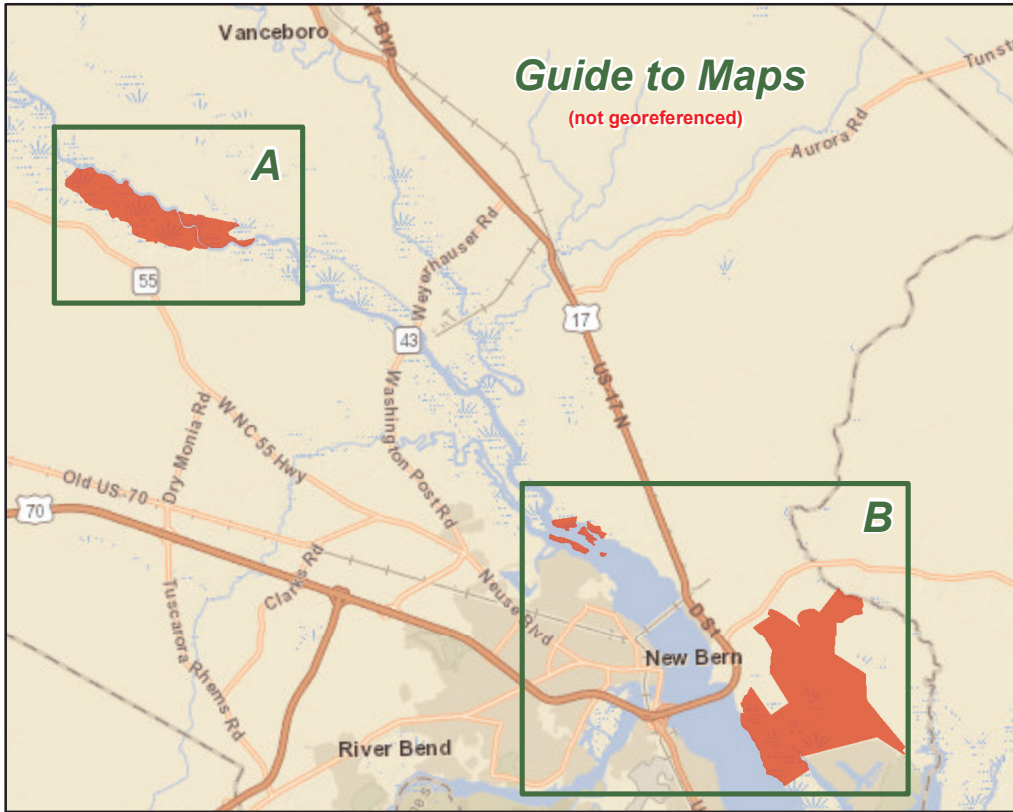 Vanceboro
T BYP
Guide to Maps
(not georeferenced)
Tunst
Aurora Rd
A
55
Weyerhauser Rd
17
43
US 17 N
Washington Post Rd
Dry Monia Rd
W NC 55 Hwy
Old US 70
70
B
Clarks Rd
Neuse Blvd
D St
Tuscarora Rhems Rd
New Bern
River Bend
U